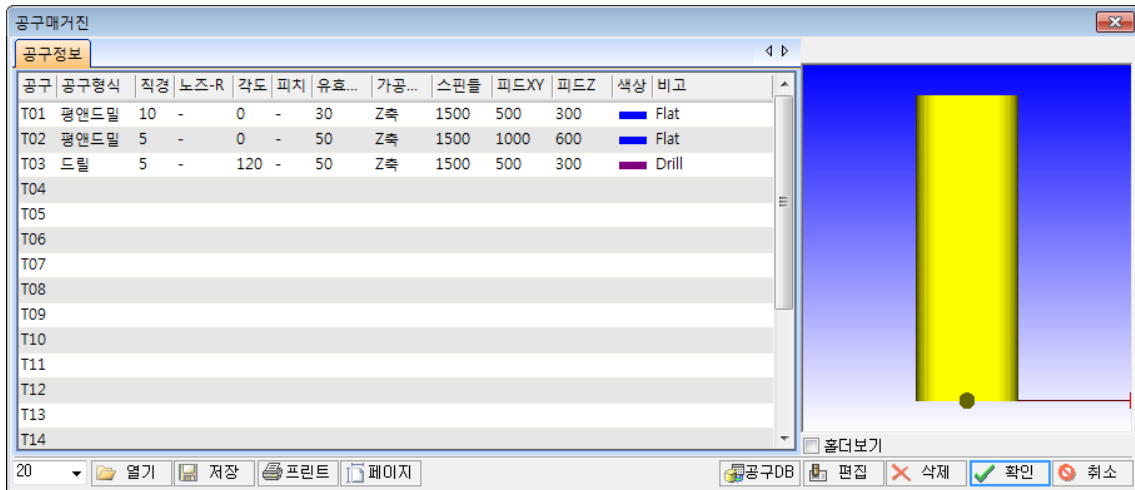 공구매거진
공구정보
공구 공구형식 직경 노즈-R 각도 피치 유효... 가공... 스핀들 피드XY 피드Z 색상 비고
T01 평앤드밀 10 - 0 - 30 Z축 1500 500 300 Flat
T02 평앤드밀 5 - 0 - 50 Z축 1500 1000 600 Flat
T03 드릴 5 - 120 - 50 Z축 1500 500 300 Drill
T04
T05
T06
T07
T08
T09
T10
T11
T12
T13
T14
홀더보기
20 열기 저장 프린트 페이지 공구DB 편집 삭제 확인 취소